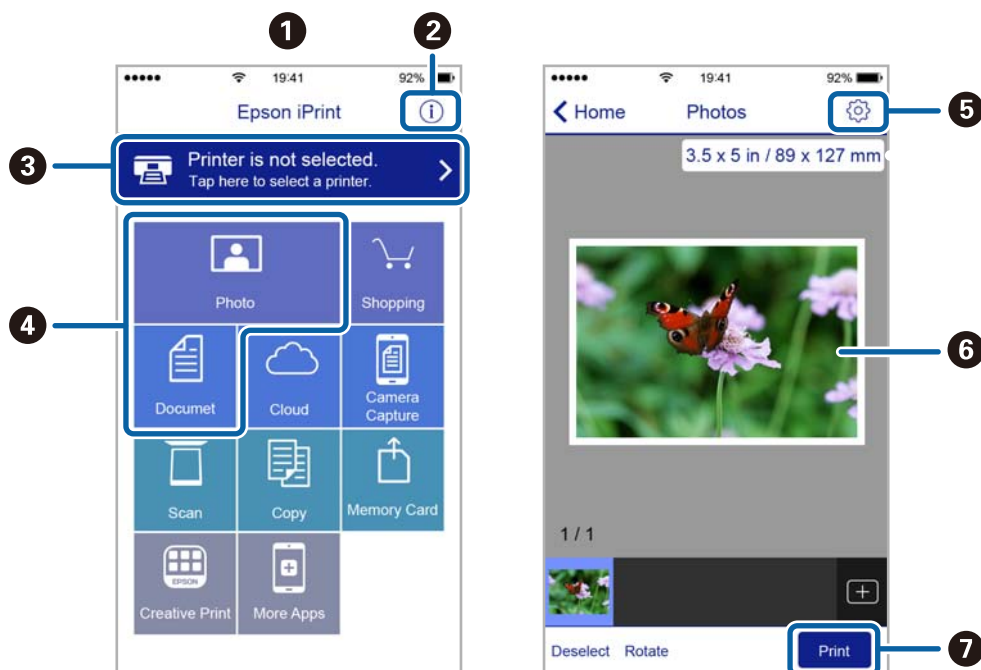 1
2
19:41
92%
Epson iPrint
i
3
Printer is not selected.
Tap here to select a printer.
4
Photo
Shopping
Documet
Cloud
Camera
Capture
Scan
Copy
Memory Card
EPSON
Creative Print
More Apps
19:41
92%
Home
Photos
5
3.5 x 5 in / 89 x 127 mm
6
1 / 1
Deselect
Rotate
Print
7